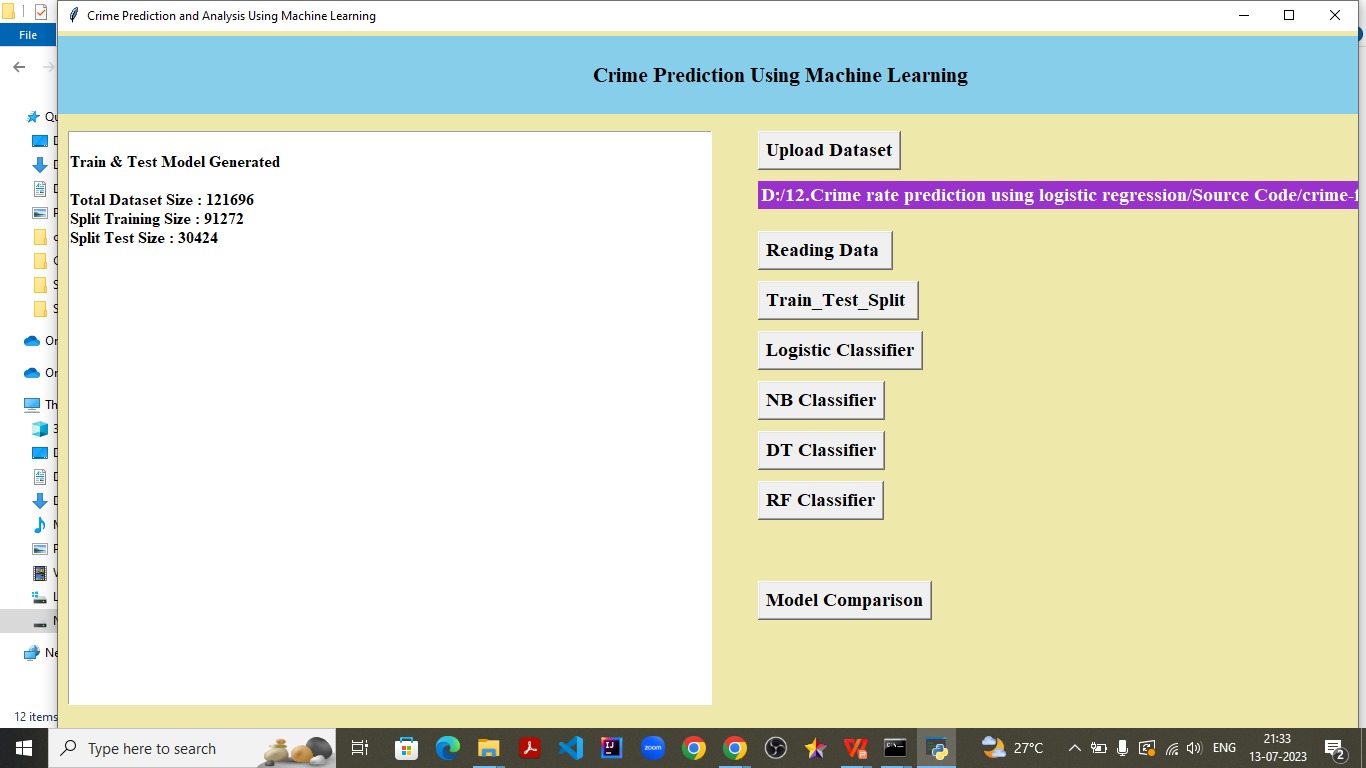 Crime Prediction and Analysis Using Machine Learning
File
Crime Prediction Using Machine Learning
Train & Test Model Generated
Total Dataset Size : 121696
Split Training Size : 91272
Split Test Size : 30424
Upload Dataset
D:/12.Crime rate prediction using logistic regression/Source Code/crime-f
Reading Data
Train_Test_Split
Logistic Classifier
NB Classifier
DT Classifier
RF Classifier
Model Comparison
12 items
Type here to search
zoom
27°C
ENG
21:33
13-07-2023
2